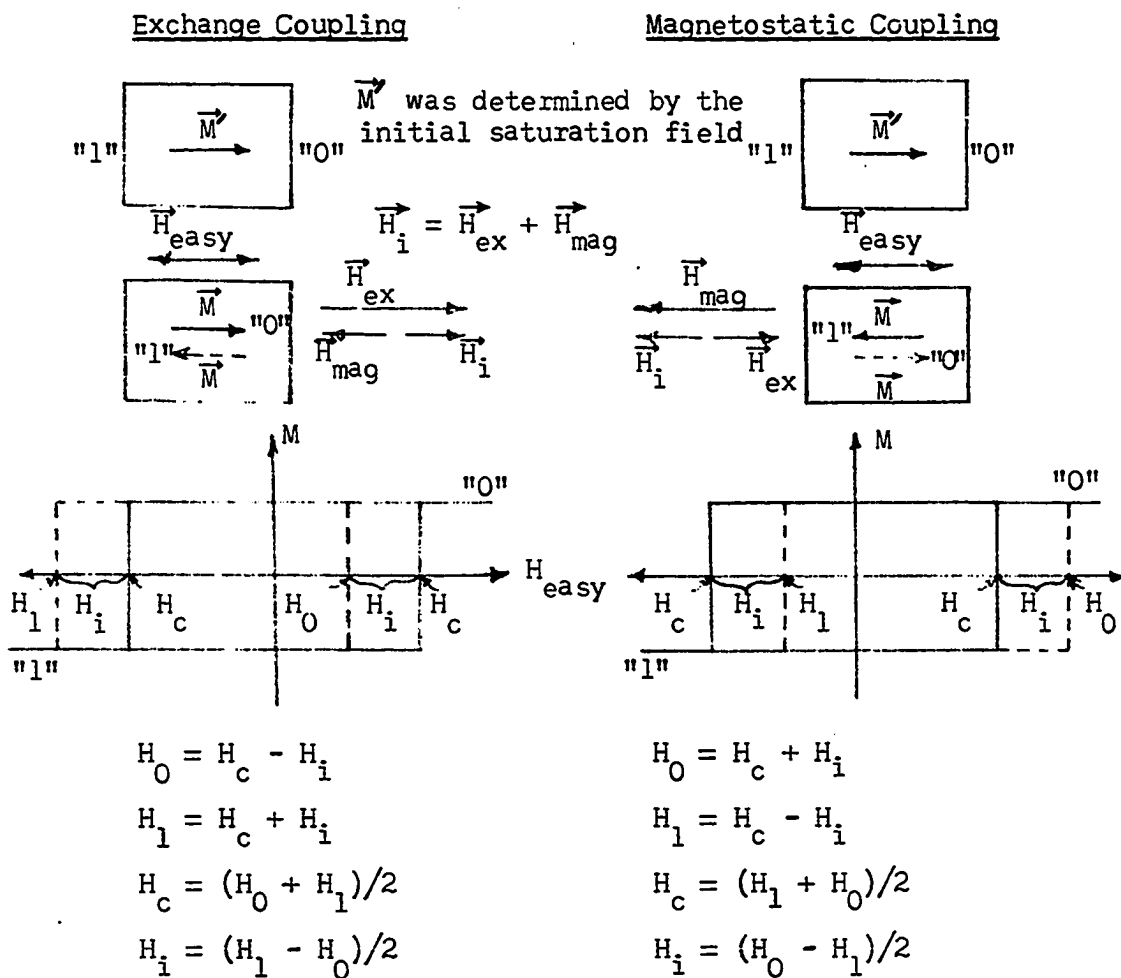 Exchange Coupling
Magnetostatic Coupling
M' was determined by the
initial saturation field
"1" M' "0"
"1" M' "0"
H_easy
H_i = H_ex + H_mag
H_easy
M "0"
"1" M
H_ex
H_mag H_i
H_mag
H_i H_ex
"1" M
M "0"
M
"0"
H_easy
H_1 H_i H_c H_0 H_i H_c
"1"
M
"0"
H_c H_i H_1 H_c H_i H_0
"1"
H_0 = H_c - H_i
H_1 = H_c + H_i
H_c = (H_0 + H_1)/2
H_i = (H_1 - H_0)/2
H_0 = H_c + H_i
H_1 = H_c - H_i
H_c = (H_1 + H_0)/2
H_i = (H_0 - H_1)/2